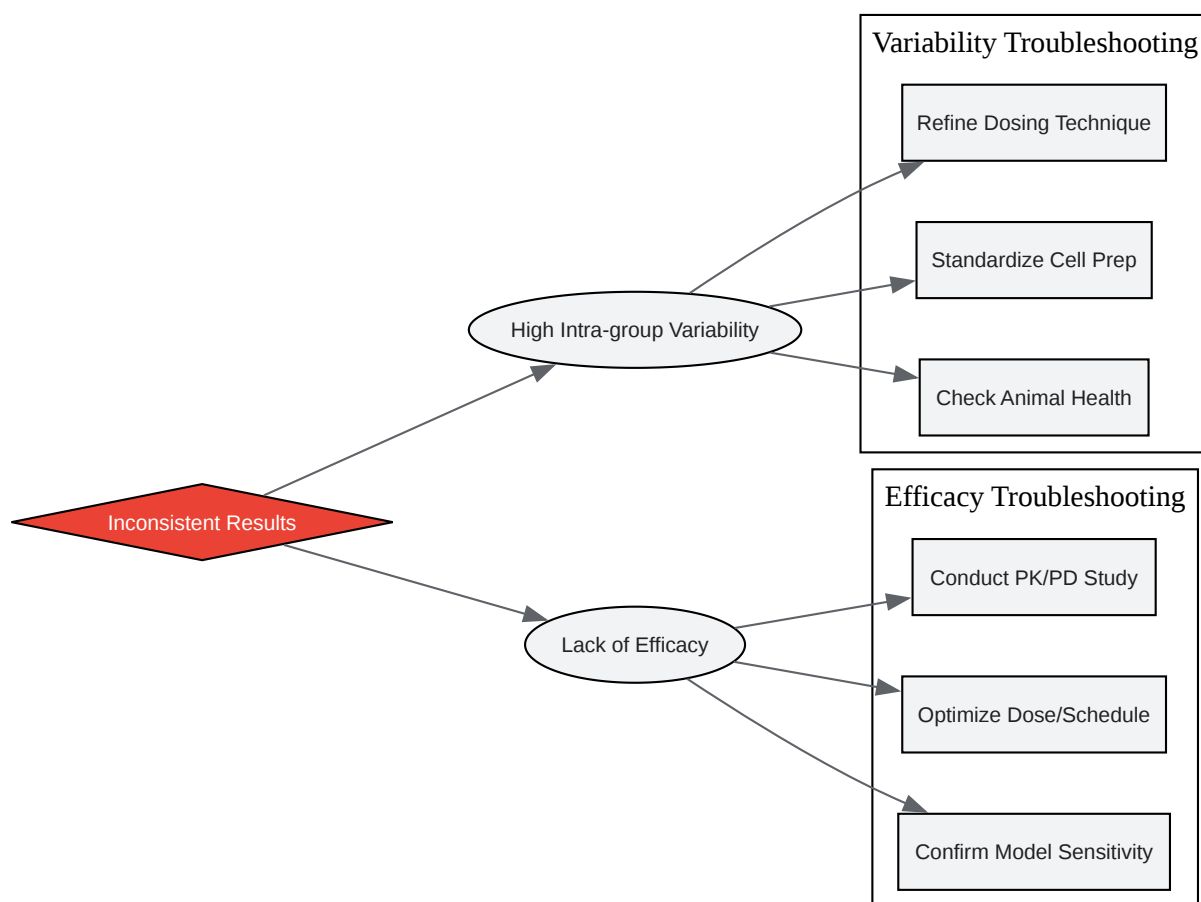 Variability Troubleshooting
Refine Dosing Technique
Standardize Cell Prep
High Intra-group Variability
Check Animal Health
Inconsistent Results
Efficacy Troubleshooting
Conduct PK/PD Study
Lack of Efficacy
Optimize Dose/Schedule
Confirm Model Sensitivity